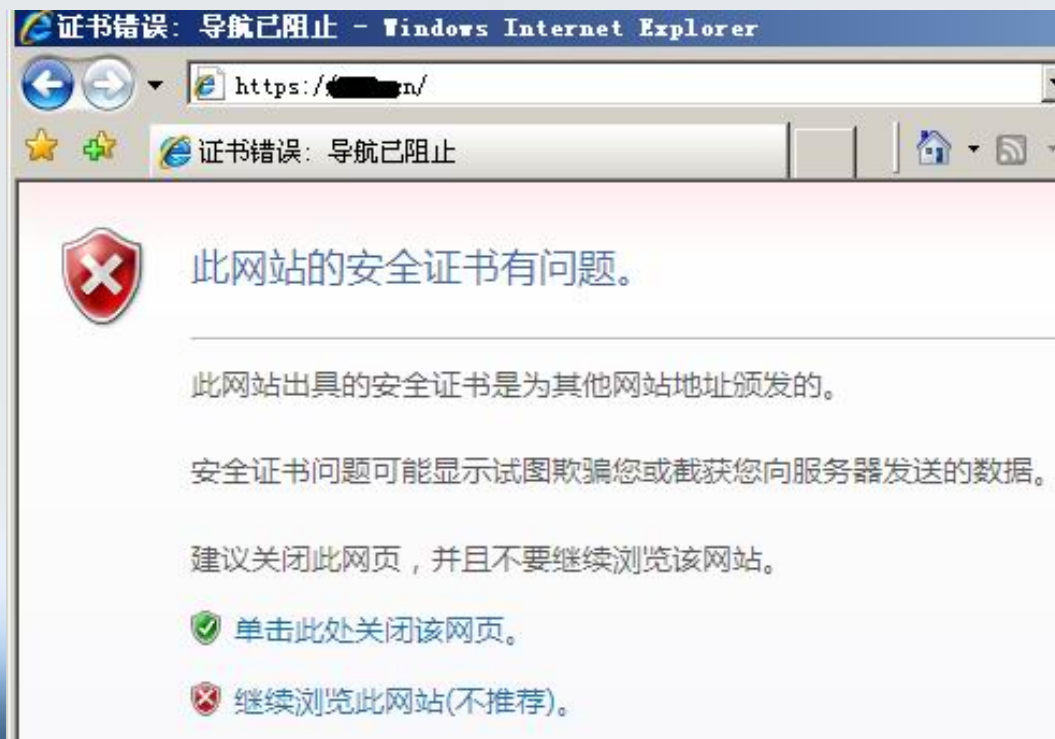 证书错误: 导航已阻止 - Windows Internet Explorer
https://
n/
证书错误: 导航已阻止
此网站的安全证书有问题。
此网站出具的安全证书是为其他网站地址颁发的。
安全证书问题可能显示试图欺骗您或截获您向服务器发送的数据。
建议关闭此网页，并且不要继续浏览该网站。
单击此处关闭该网页。
继续浏览此网站(不推荐)。